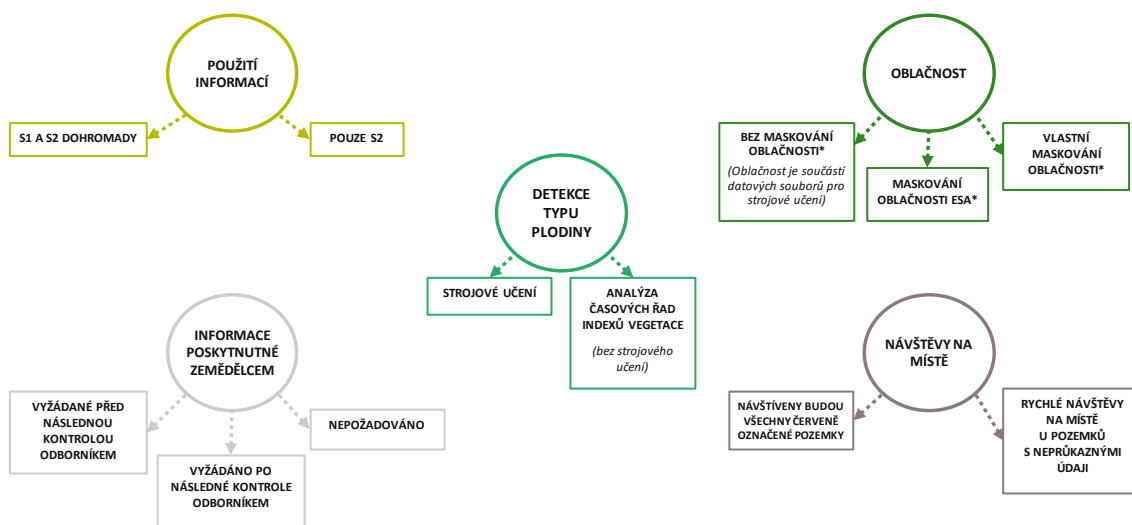 POUŽITÍ
INFORMACÍ
S1 A S2 DOHROMADY
POUZE S2
OBLAČNOST
BEZ MASKOVÁNÍ
OBLAČNOSTI*
(Oblačnost je součástí
datových souborů pro
strojové učení)
MASKOVÁNÍ
OBLAČNOSTI ESA*
VLASTNÍ
MASKOVÁNÍ
OBLAČNOSTI*
DETEKCE
TYPU
PLODINY
STROJOVÉ UČENÍ
ANALÝZA
ČASOVÝCH ŘAD
INDEXŮ VEGETACE
(bez strojového
učení)
INFORMACE
POSKYTNUTNÉ
ZEMĚDĚLCEM
VYŽÁDANÉ PŘED
NÁSLEDNOU
KONTROLOU
ODBORNÍKEM
VYŽÁDÁNO PO
NÁSLEDNÉ KONTROLE
ODBORNÍKEM
NEPOŽADOVÁNO
NÁVŠTĚVY NA
MÍSTĚ
NÁVŠTÍVENY BUDOU
VŠECHNY ČERVENĚ
OZNAČENÉ POZEMKY
RYCHLÉ NÁVŠTĚVY
NA MÍSTĚ
U POZEMKŮ
S NEPRŮKAZNÝMI
ÚDAJI